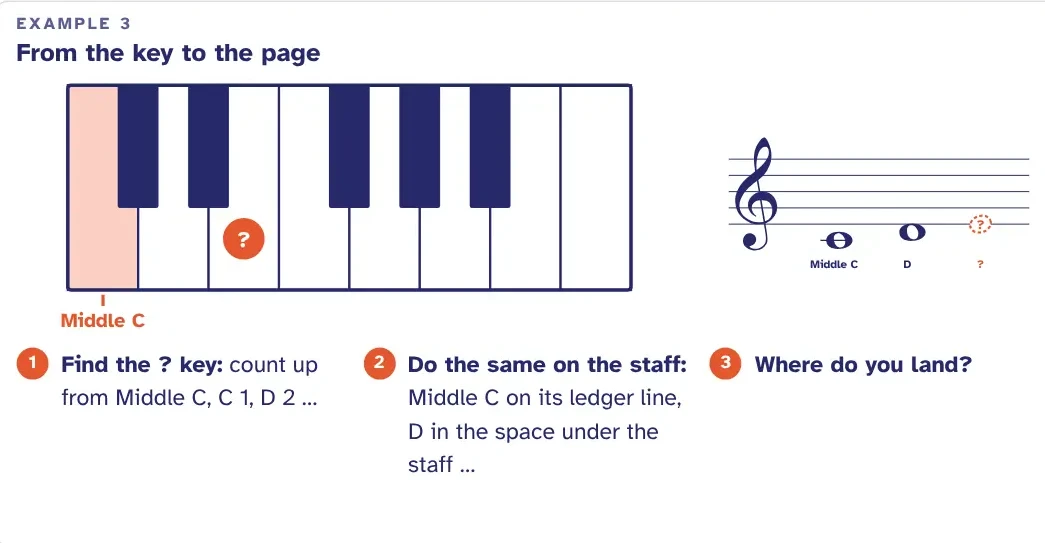 EXAMPLE 3
From the key to the page
?
Middle C
?
Middle C D ?
1 Find the ? key: count up
from Middle C, C 1, D 2 ...
2 Do the same on the staff:
Middle C on its ledger line,
D in the space under the
staff ...
3 Where do you land?